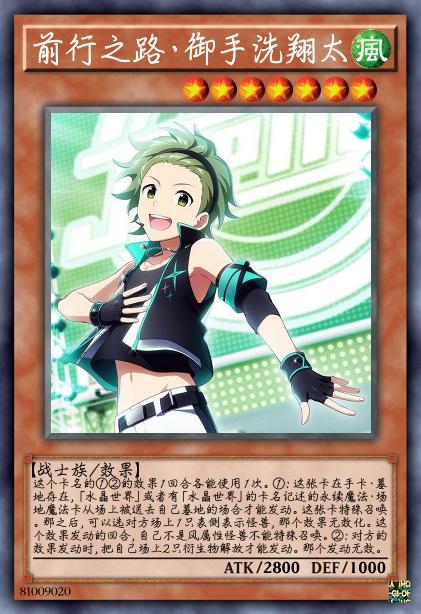 前行之路·御手洗翔太
風
【战士族/效果】
这个卡名的①②的效果1回合各能使用1次。①:这张卡在手卡·墓
地存在,「水晶世界」或者有「水晶世界」的卡名记述的永续魔法·场
地魔法卡从场上被送去自己墓地的场合才能发动。这张卡特殊召唤
。那之后,可以选对方场上1只表侧表示怪兽,那个效果无效化。这
个效果发动的回合,自己不是风属性怪兽不能特殊召唤。②:对方的
效果发动时,把自己场上2只衍生物解放才能发动。那个发动无效。
ATK/2800 DEF/1000
81009020